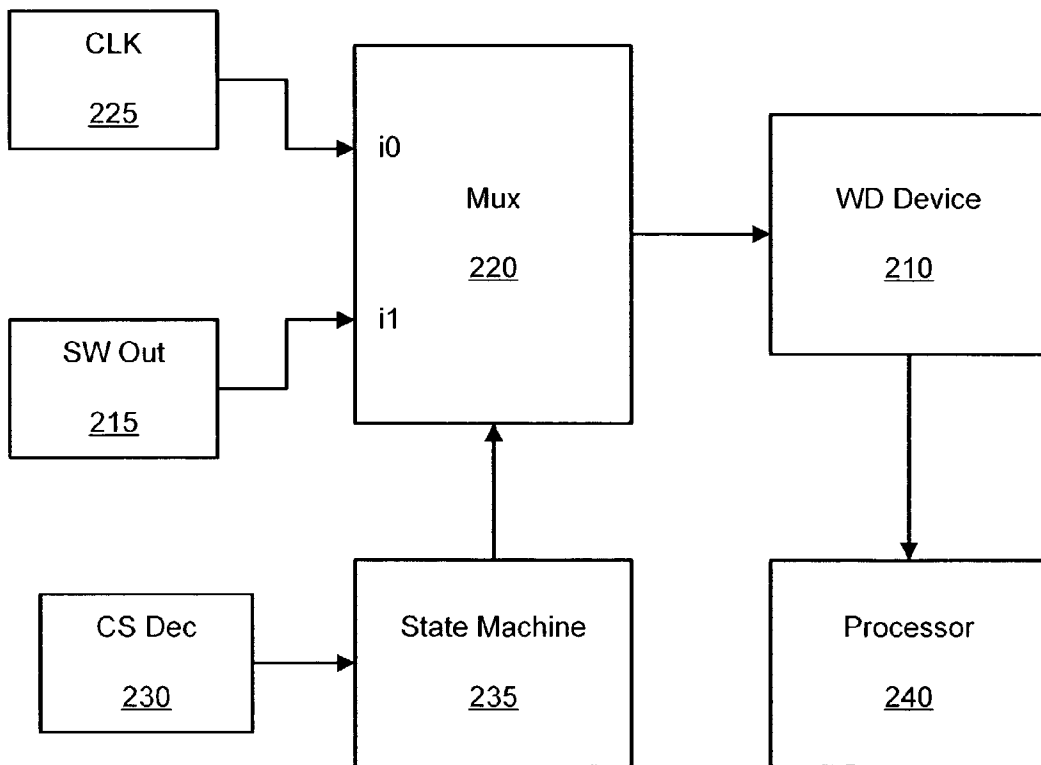 CLK
225
i0
Mux
220
i1
WD Device
210
SW Out
215
CS Dec
230
State Machine
235
Processor
240